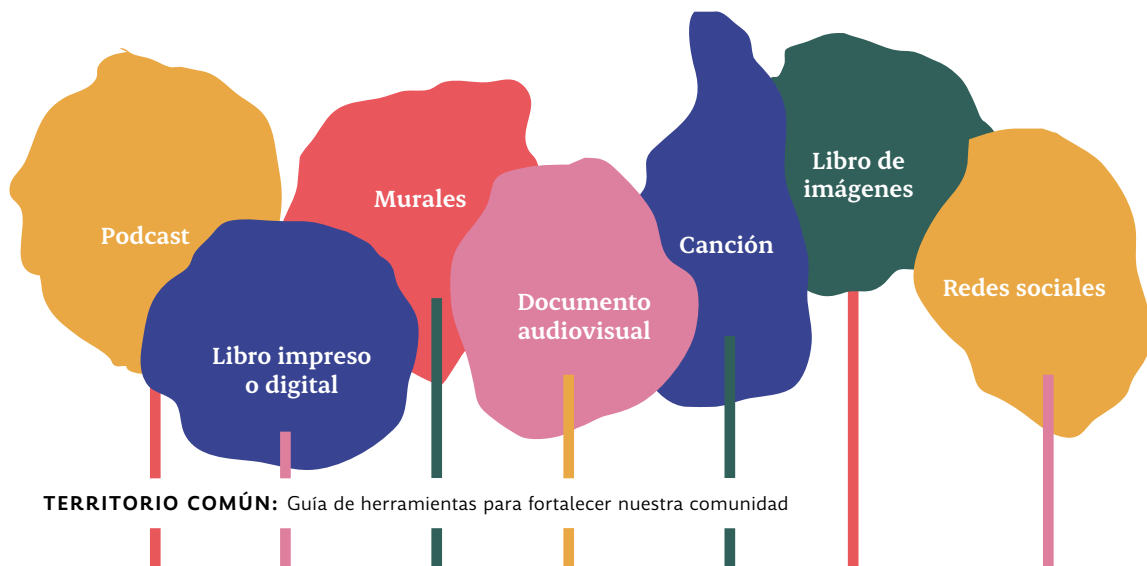 Podcast
Libro impreso
o digital
Murales
Documento
audiovisual
Canción
Libro de
imágenes
Redes sociales
TERRITORIO COMÚN: Guía de herramientas para fortalecer nuestra comunidad